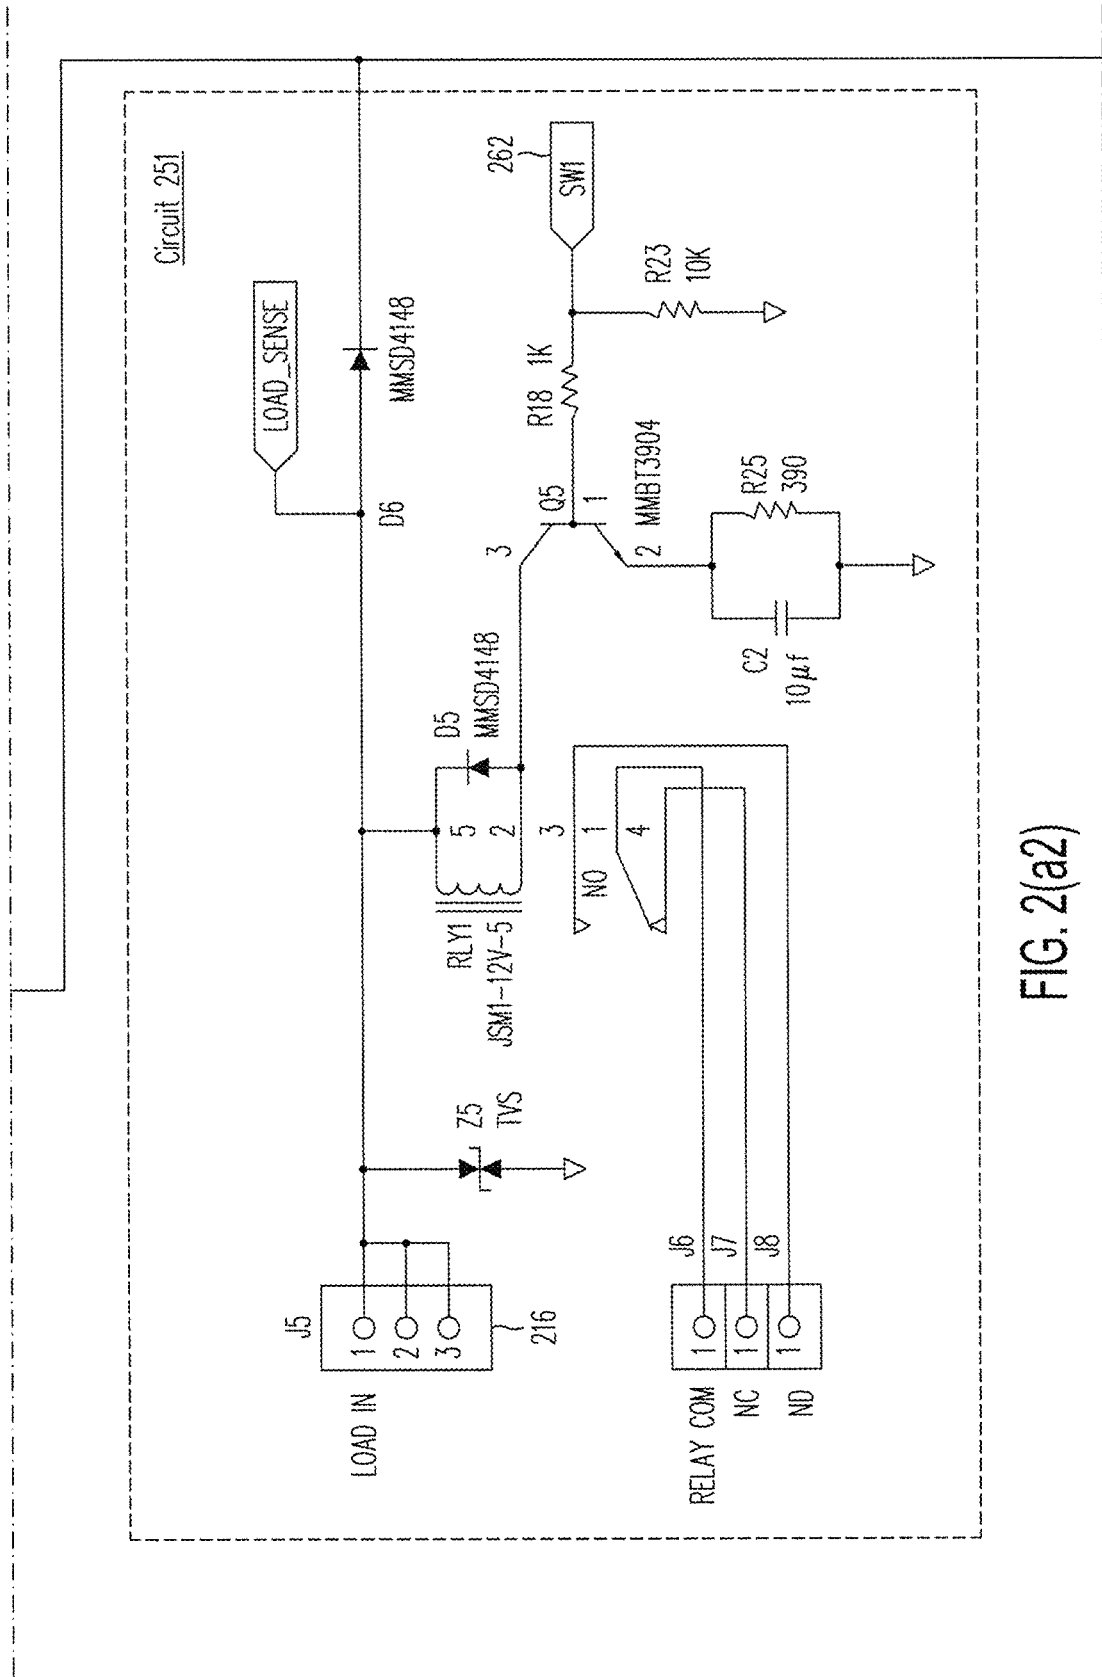 Circuit 251
LOAD_SENSE
262
SW1
D6
MMSD4148
R18 1K
R23
10K
Q5
3
1
2
MMBT3904
R25
390
C2
10µf
D5
MMSD4148
5
2
RLY1
JSM1-12V-5
3
NO
1
4
Z5
TVS
J5
LOAD IN
1
2
3
216
RELAY COM
1
J6
NC
1
J7
ND
1
J8
FIG. 2(a2)